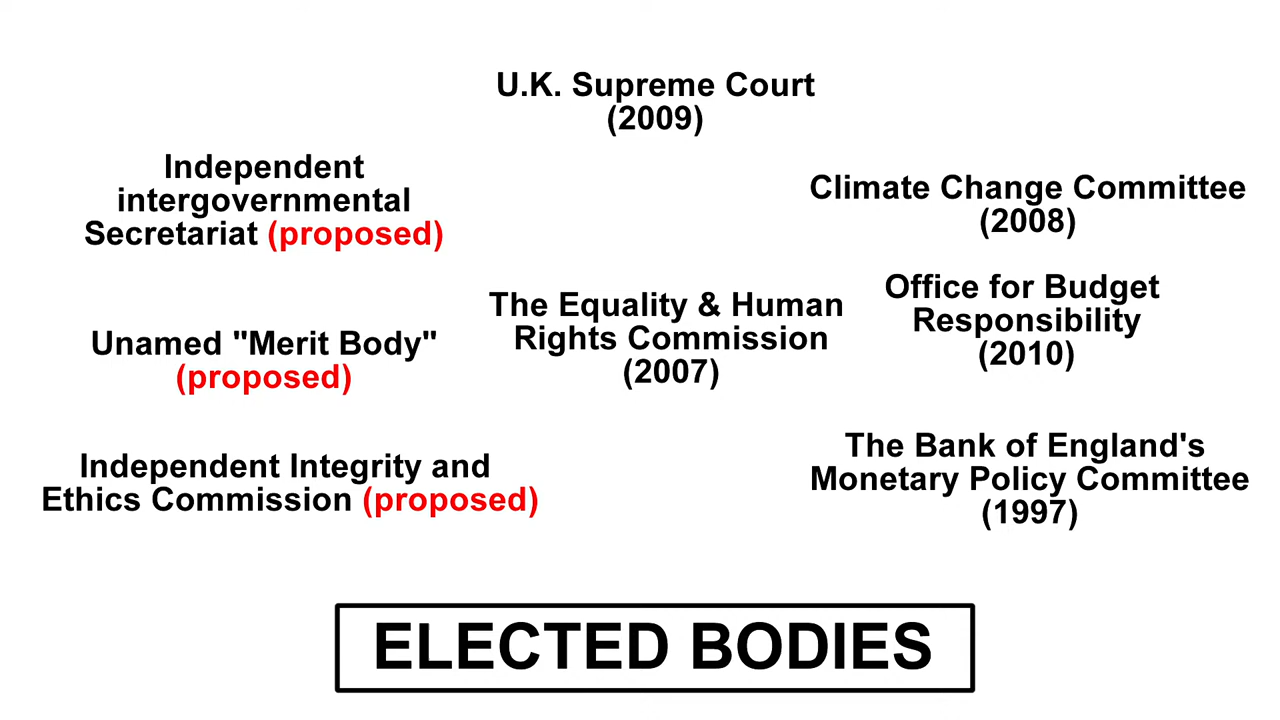 U.K. Supreme Court
(2009)
Independent
intergovernmental
Secretariat (proposed)
Climate Change Committee
(2008)
The Equality & Human
Rights Commission
(2007)
Office for Budget
Responsibility
(2010)
Unamed "Merit Body"
(proposed)
Independent Integrity and
Ethics Commission (proposed)
The Bank of England's
Monetary Policy Committee
(1997)
ELECTED BODIES